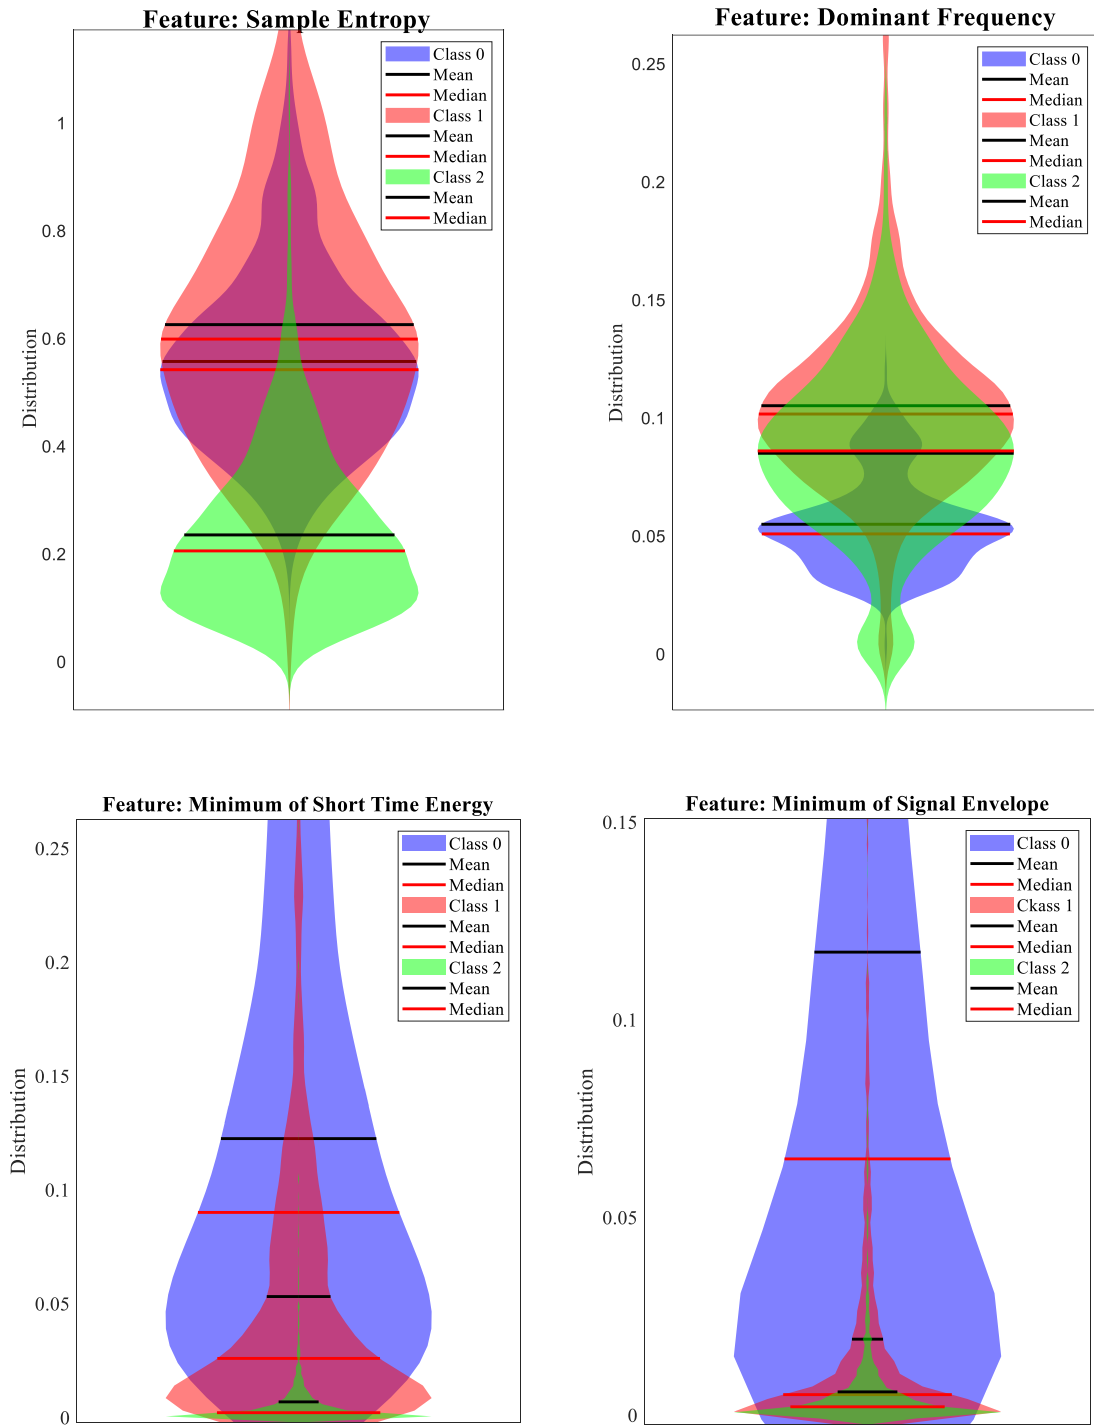 Feature: Sample Entropy
Class 0
Mean
Median
Class 1
Mean
Median
Class 2
Mean
Median
1
0.8
0.6
0.4
0.2
0
Distribution
Feature: Dominant Frequency
Class 0
Mean
Median
Class 1
Mean
Median
Class 2
Mean
Median
0.25
0.2
0.15
0.1
0.05
0
Distribution
Feature: Minimum of Short Time Energy
Class 0
Mean
Median
Class 1
Mean
Median
Class 2
Mean
Median
0.25
0.2
0.15
0.1
0.05
0
Distribution
Feature: Minimum of Signal Envelope
Class 0
Mean
Median
Ckass 1
Mean
Median
Class 2
Mean
Median
0.15
0.1
0.05
0
Distribution